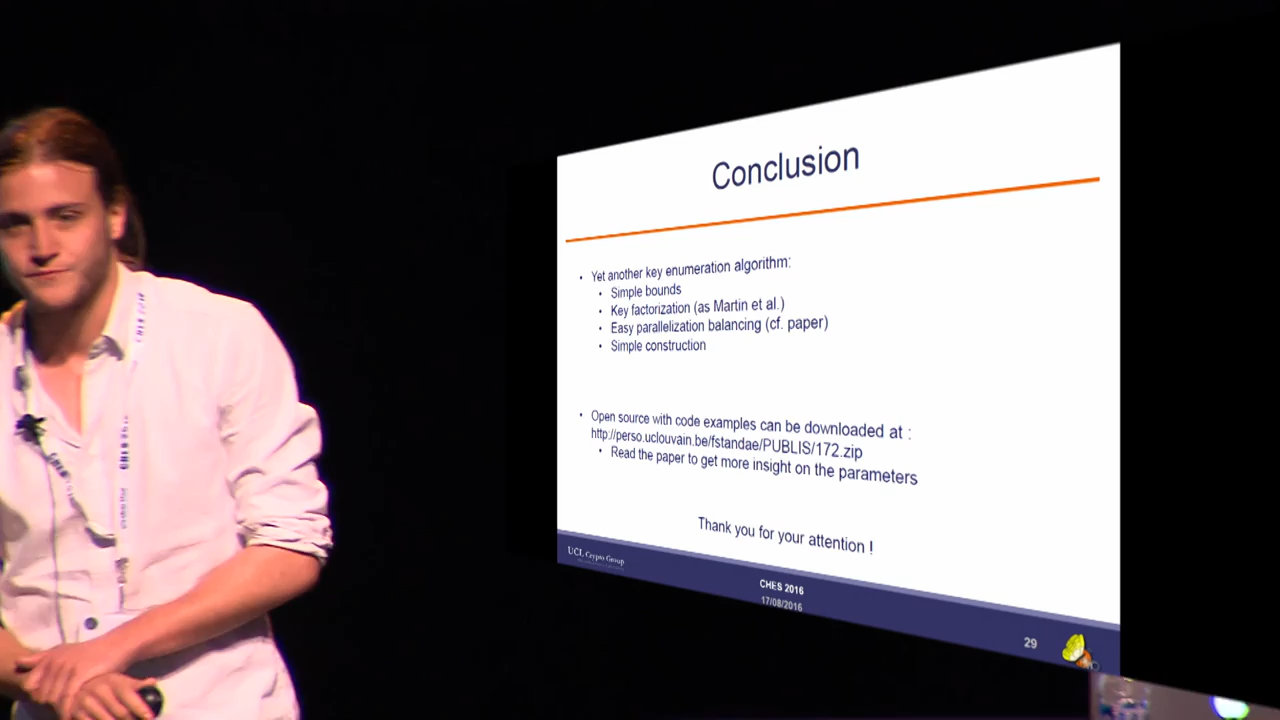 Conclusion
• Yet another key enumeration algorithm:
• Simple bounds
• Key factorization (as Martin et al.)
• Easy parallelization balancing (cf. paper)
• Simple construction
• Open source with code examples can be downloaded at :
http://perso.uclouvain.be/fstandae/PUBLIS/172.zip
• Read the paper to get more insight on the parameters
Thank you for your attention !
UCL Crypto Group
CHES 2016
17/08/2016
29